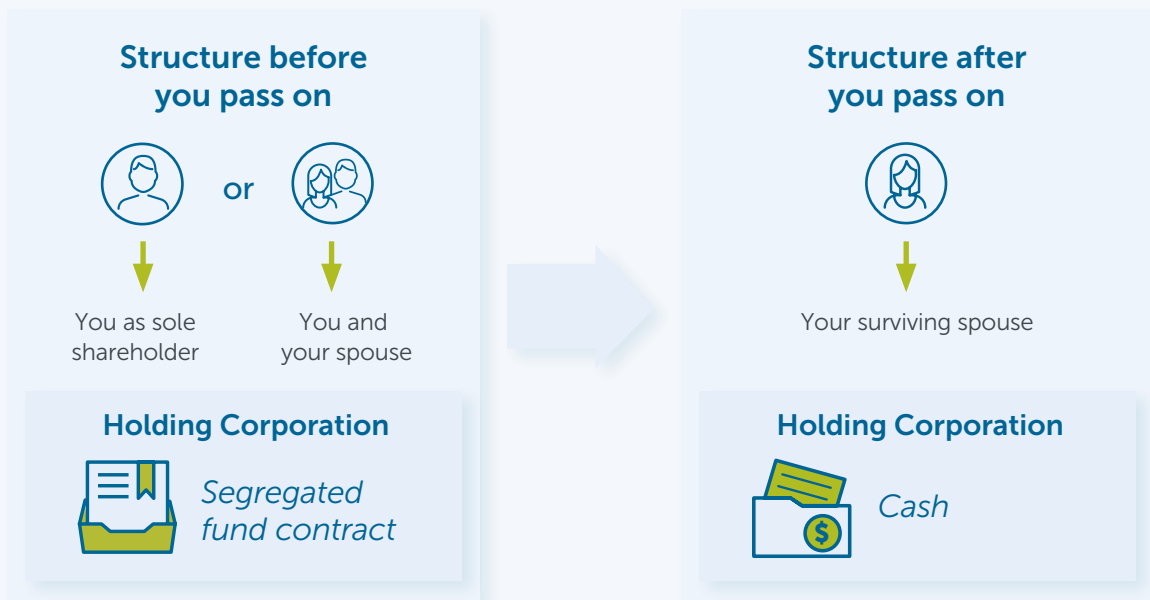 Structure before
you pass on
or
You as sole
shareholder
You and
your spouse
Holding Corporation
Segregated
fund contract
Structure after
you pass on
Your surviving spouse
Holding Corporation
$
Cash